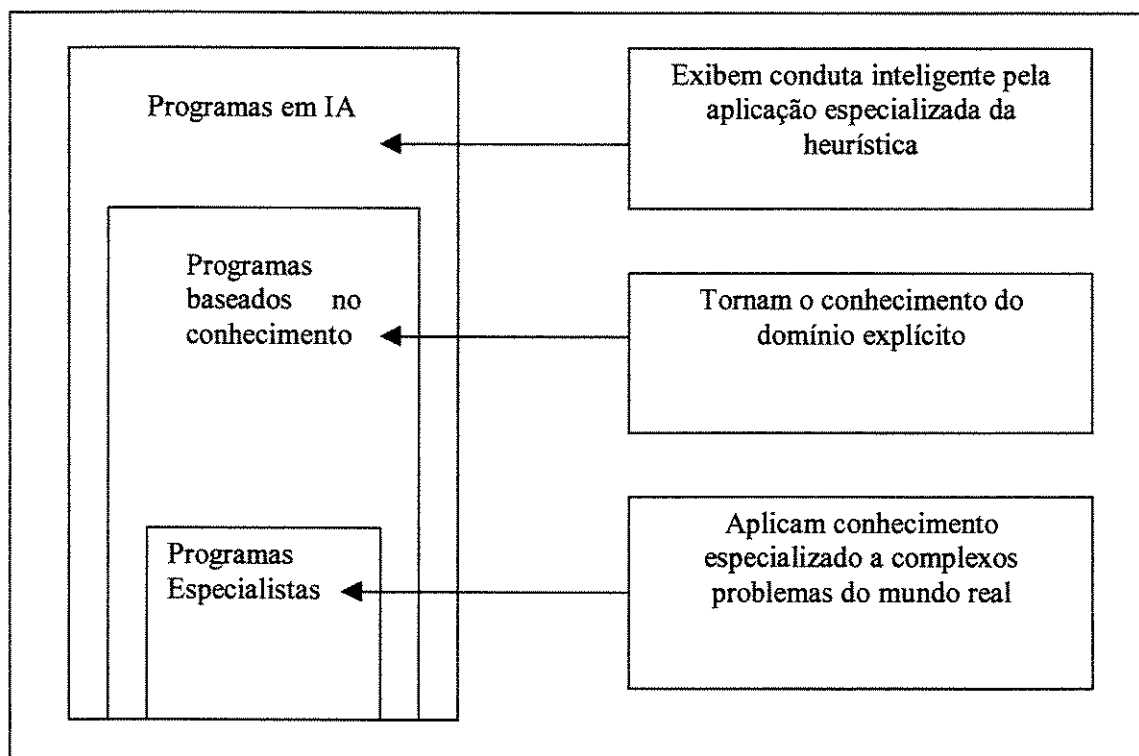 Programas em IA
Exibem conduta inteligente pela
aplicação especializada da
heurística
Programas
baseados no
conhecimento
Tornam o conhecimento do
domínio explícito
Programas
Especialistas
Aplicam conhecimento
especializado a complexos
problemas do mundo real